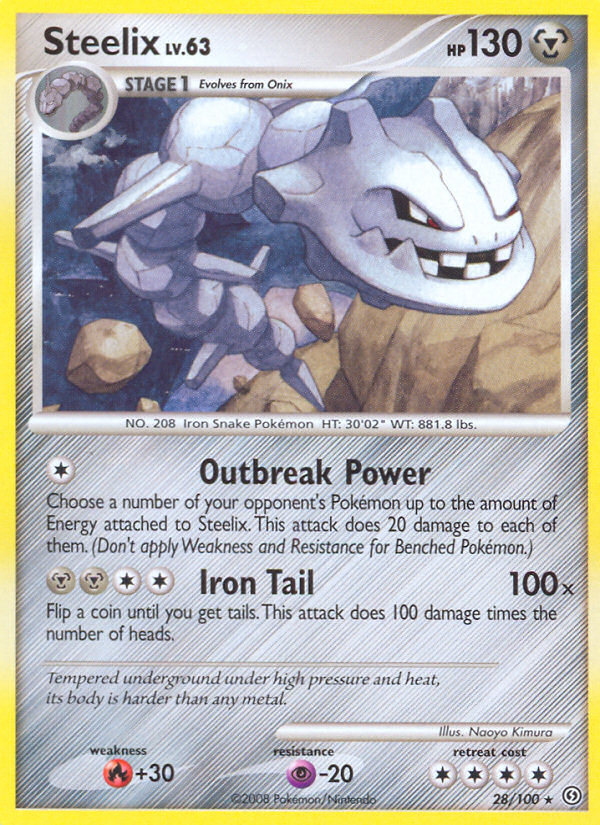 Steelix LV.63
HP 130
STAGE 1 Evolves from Onix
NO. 208 Iron Snake Pokémon HT: 30'02" WT: 881.8 lbs.
Outbreak Power
Choose a number of your opponent's Pokémon up to the amount of
Energy attached to Steelix. This attack does 20 damage to each of
them. (Don't apply Weakness and Resistance for Benched Pokémon.)
Iron Tail 100x
Flip a coin until you get tails. This attack does 100 damage times the
number of heads.
Tempered underground under high pressure and heat,
its body is harder than any metal.
Illus. Naoyo Kimura
weakness resistance retreat cost
+30 -20
©2008 Pokémon/Nintendo 28/100 ★